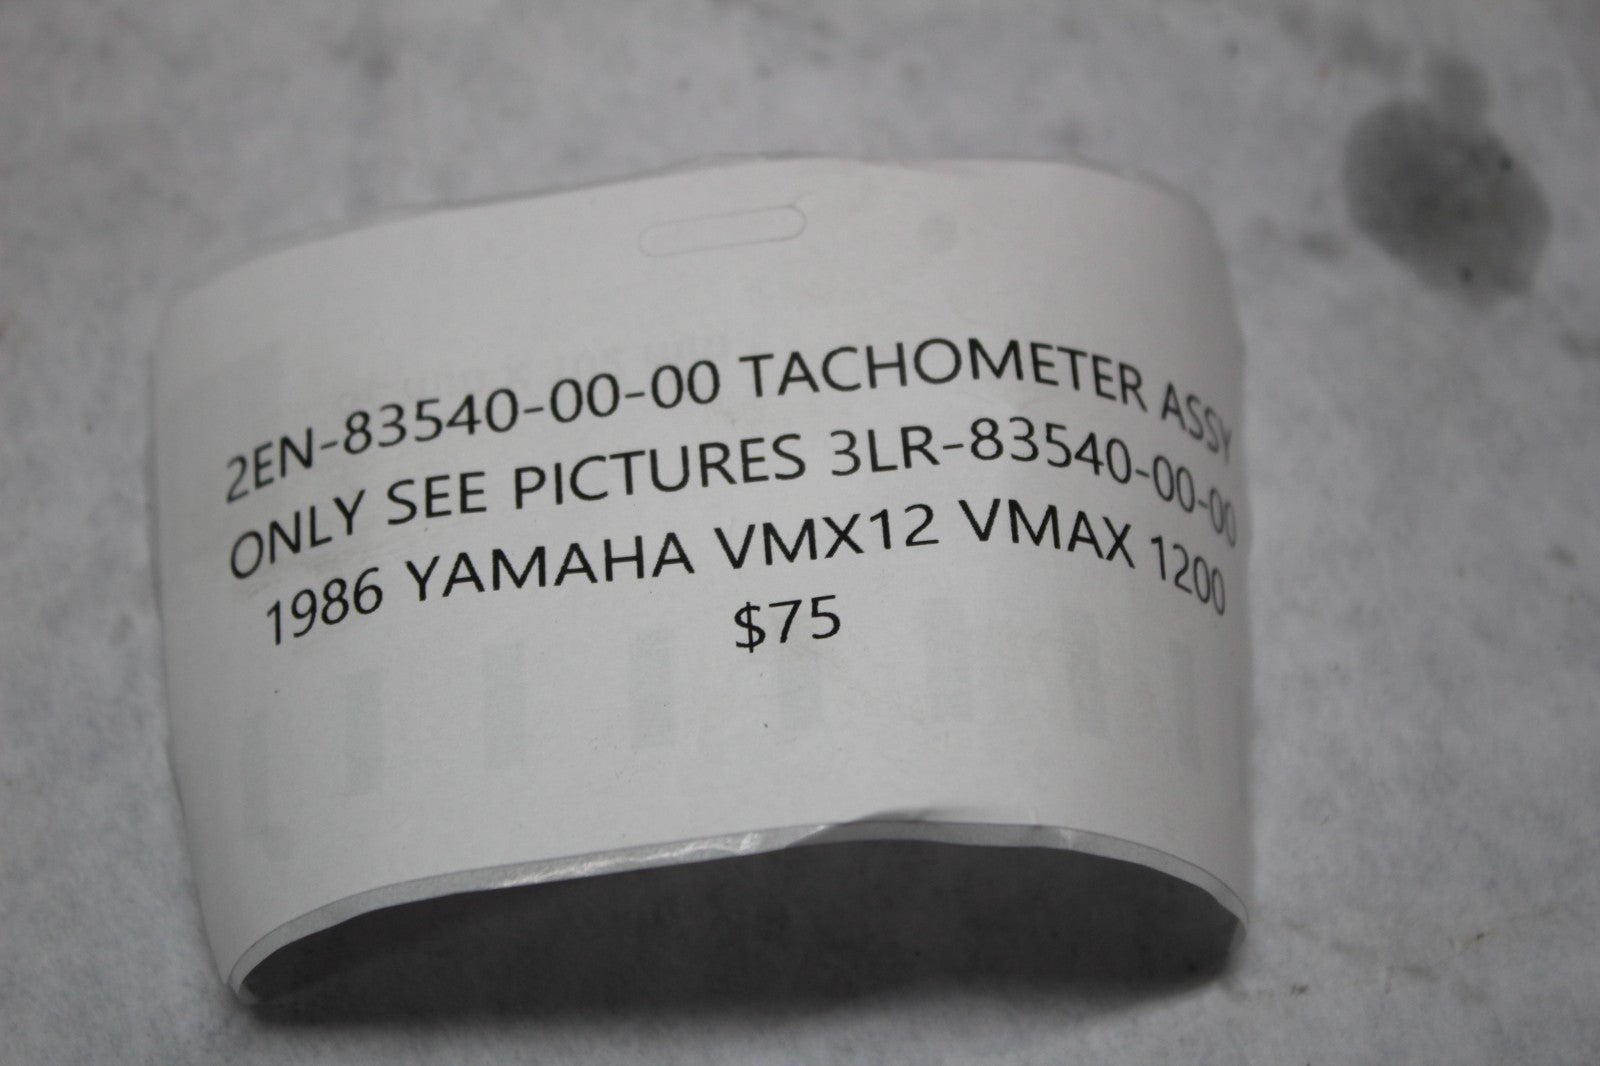 2EN-83540-00-00 TACHOMETER ASSY
ONLY SEE PICTURES 3LR-83540-00-00
1986 YAMAHA VMX12 VMAX 1200
$75